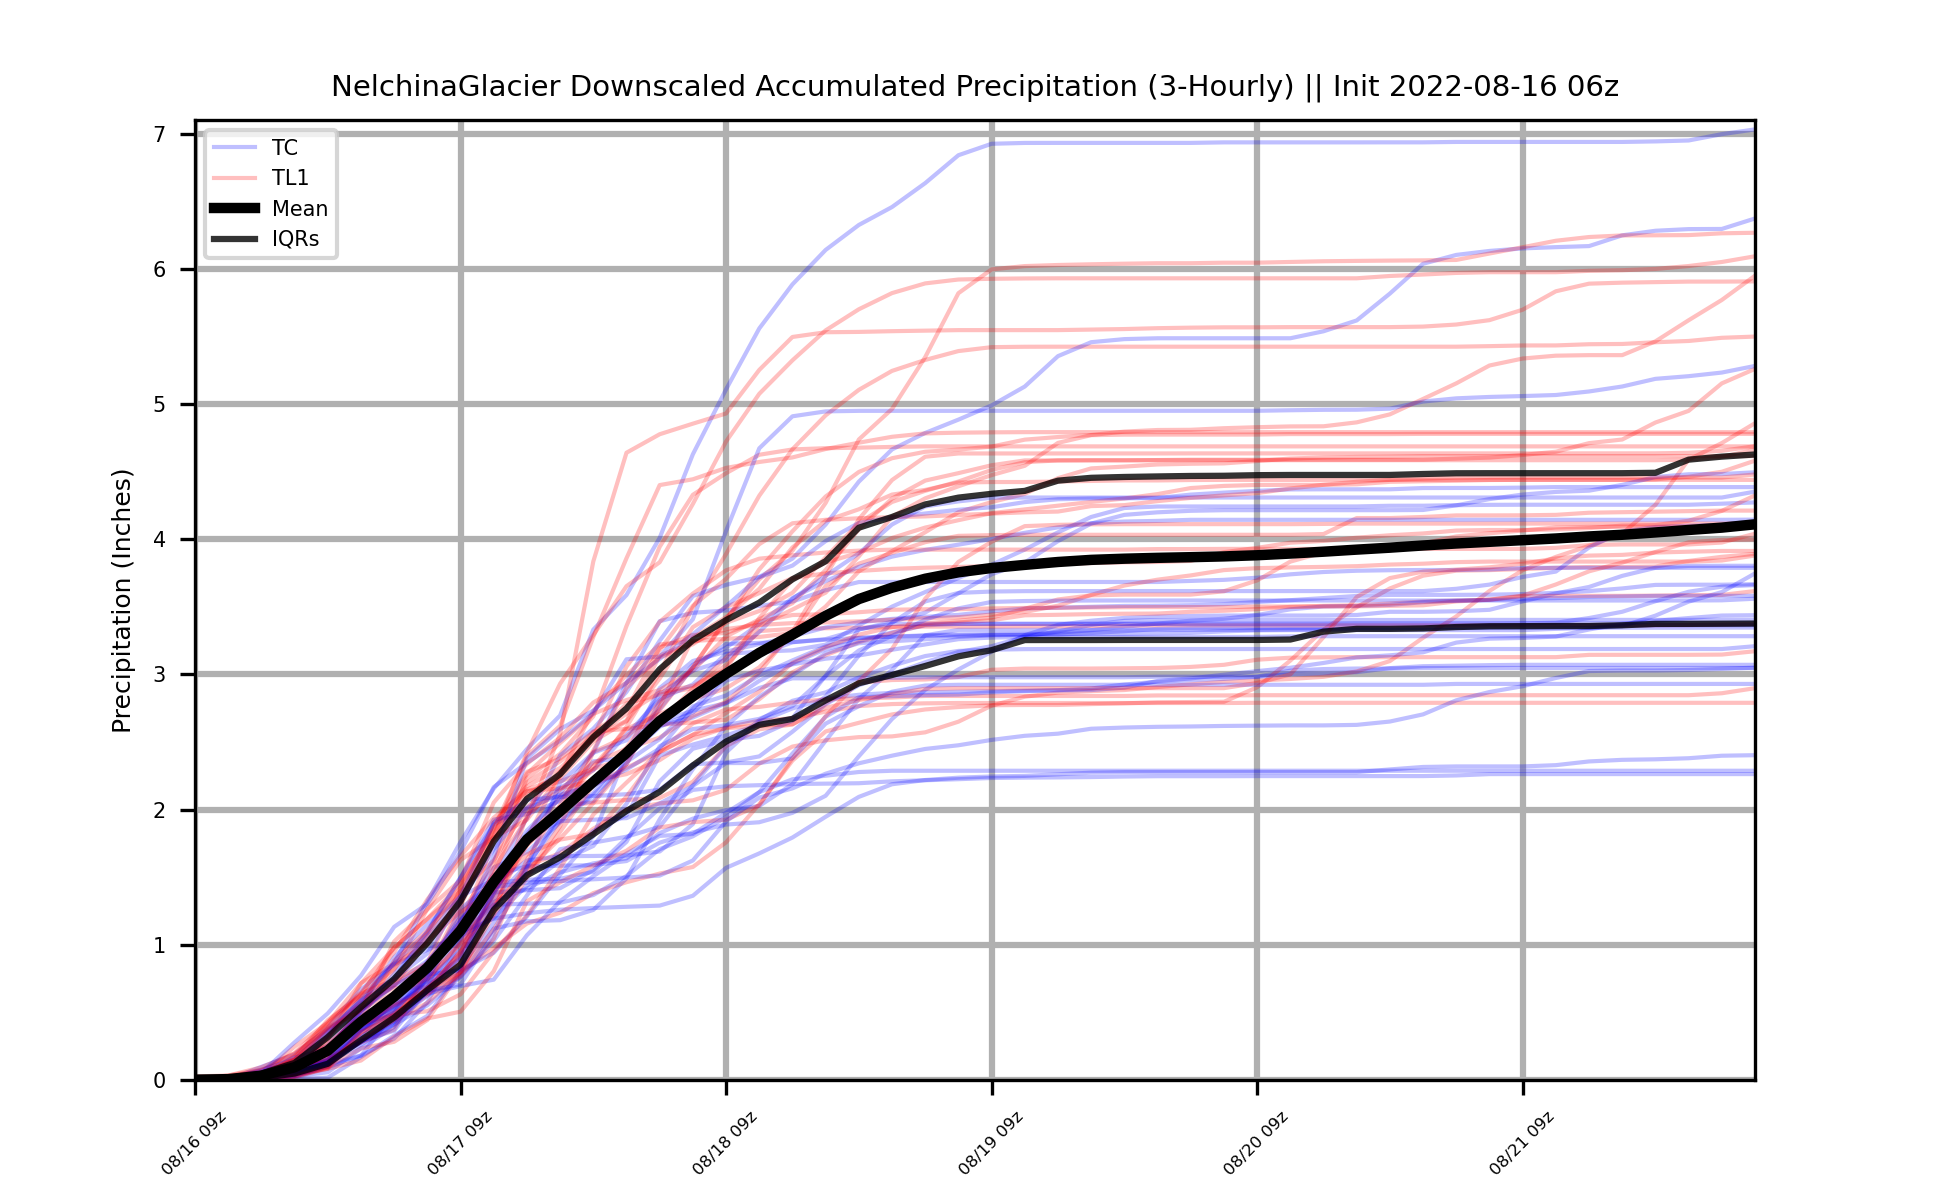 NelchinaGlacier Downscaled Accumulated Precipitation (3-Hourly) || Init 2022-08-16 06z
TC
TL1
Mean
IQRs
Precipitation (Inches)
7
6
5
4
3
2
1
0
08/16 09z
08/17 09z
08/18 09z
08/19 09z
08/20 09z
08/21 09z